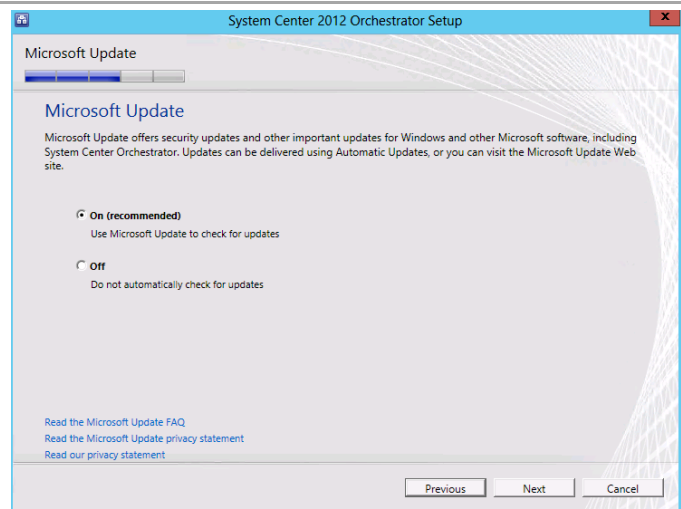 System Center 2012 Orchestrator Setup
x
Microsoft Update
Microsoft Update
Microsoft Update offers security updates and other important updates for Windows and other Microsoft software, including
System Center Orchestrator. Updates can be delivered using Automatic Updates, or you can visit the Microsoft Update Web
site.
On (recommended)
Use Microsoft Update to check for updates
Off
Do not automatically check for updates
Read the Microsoft Update FAQ
Read the Microsoft Update privacy statement
Read our privacy statement
Previous Next Cancel